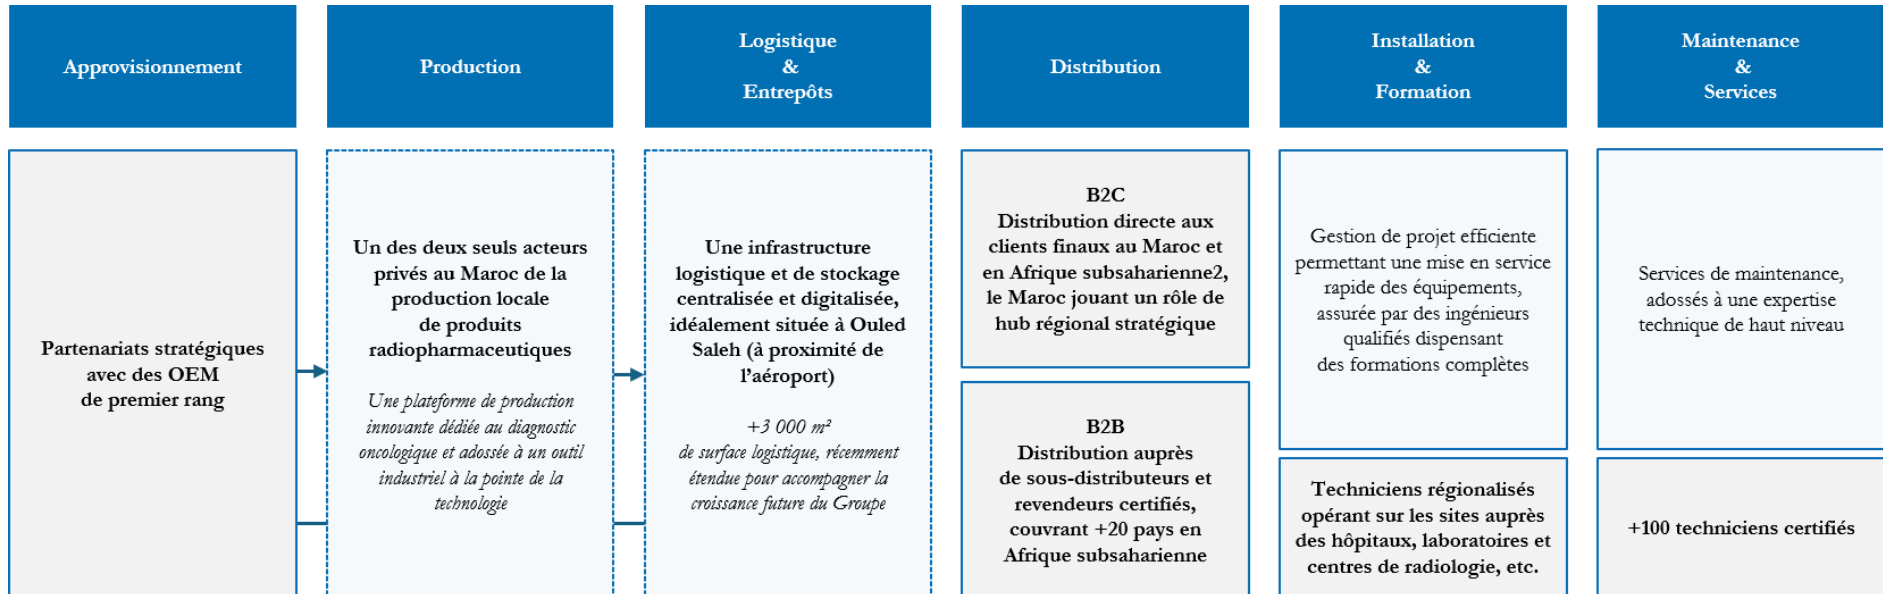 Approvisionnement
Production
Logistique
&
Entrepôts
Distribution
Installation
&
Formation
Maintenance
&
Services
Partenariats stratégiques
avec des OEM
de premier rang
Un des deux seuls acteurs
privés au Maroc de la
production locale
de produits
radiopharmaceutiques
Une plateforme de production
innovante dédiée au diagnostic
oncologique et adossée à un outil
industriel à la pointe de la
technologie
Une infrastructure
logistique et de stockage
centralisée et digitalisée,
idéalement située à Ouled
Saleh (à proximité de
l’aéroport)
+3 000 m²
de surface logistique, récemment
étendue pour accompagner la
croissance future du Groupe
B2C
Distribution directe aux
clients finaux au Maroc et
en Afrique subsaharienne2,
le Maroc jouant un rôle de
hub régional stratégique
B2B
Distribution auprès
de sous-distributeurs et
revendeurs certifiés,
couvrant +20 pays en
Afrique subsaharienne
Gestion de projet efficiente
permettant une mise en service
rapide des équipements,
assurée par des ingénieurs
qualifiés dispensant
des formations complètes
Techniciens régionalisés
opérant sur les sites auprès
des hôpitaux, laboratoires et
centres de radiologie, etc.
Services de maintenance,
adossés à une expertise
technique de haut niveau
+100 techniciens certifiés